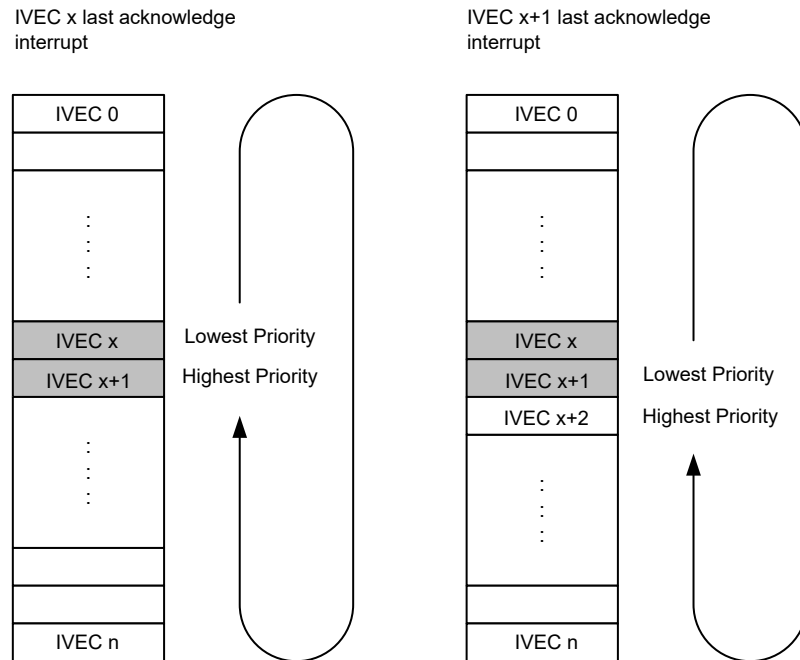 IVEC x last acknowledge
interrupt
IVEC 0
:
:
:
IVEC x
Lowest Priority
IVEC x+1
Highest Priority
:
:
:
IVEC n
IVEC x+1 last acknowledge
interrupt
IVEC 0
:
:
:
IVEC x
IVEC x+1
Lowest Priority
IVEC x+2
Highest Priority
:
:
:
IVEC n